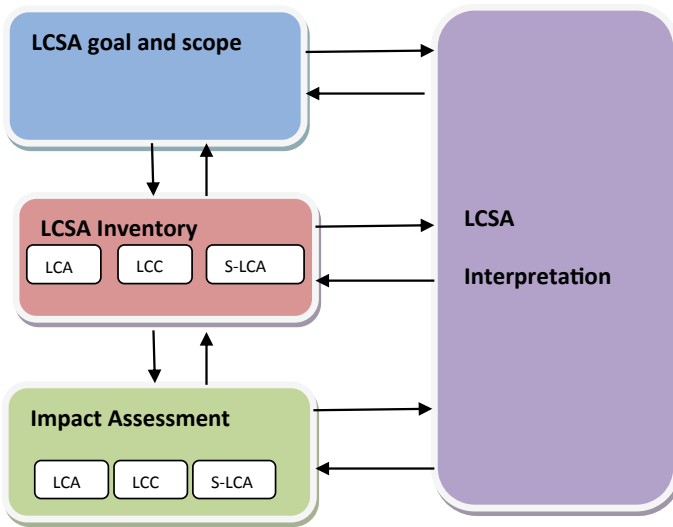 LCSA goal and scope
LCSA Inventory
LCA
LCC
S-LCA
Impact Assessment
LCA
LCC
S-LCA
LCSA
Interpretation